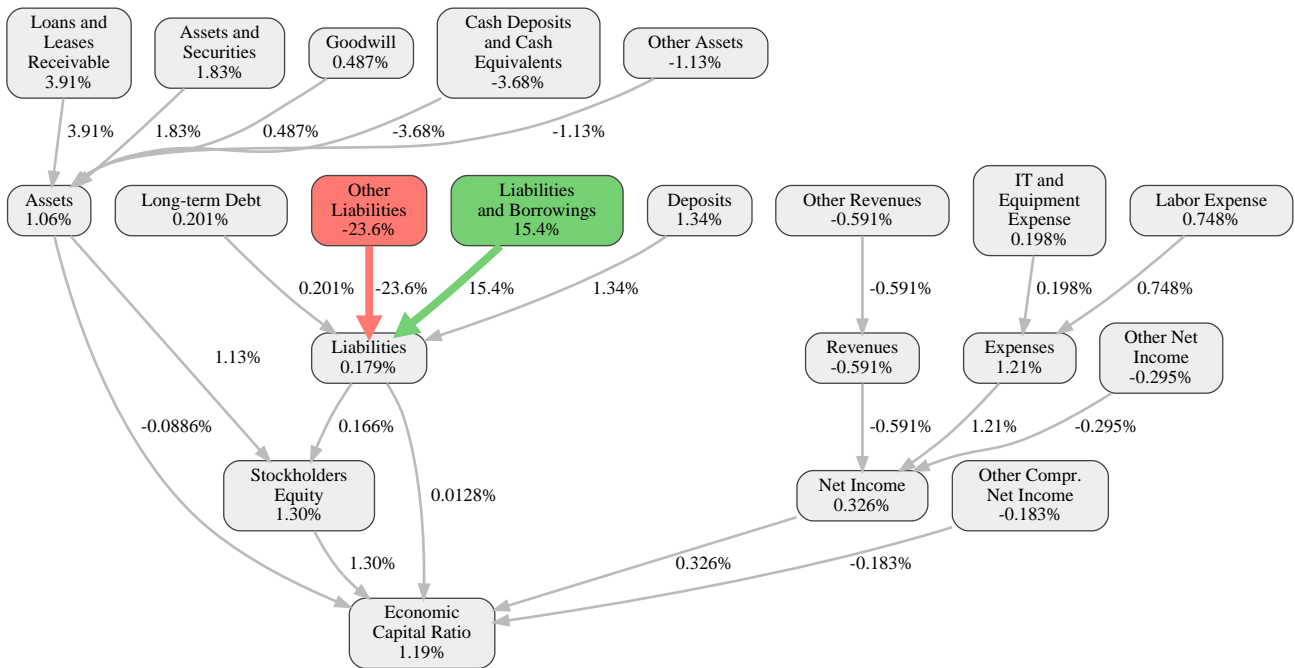 Loans and
Leases
Receivable
3.91%
Assets and
Securities
1.83%
Goodwill
0.487%
Cash Deposits
and Cash
Equivalents
-3.68%
Other Assets
-1.13%
3.91%
1.83%
0.487%
-3.68%
-1.13%
Assets
1.06%
Long-term Debt
0.201%
Other
Liabilities
-23.6%
Liabilities
and Borrowings
15.4%
Deposits
1.34%
Other Revenues
-0.591%
IT and
Equipment
Expense
0.198%
Labor Expense
0.748%
0.201%
-23.6%
15.4%
1.34%
-0.591%
0.198%
0.748%
Liabilities
0.179%
Revenues
-0.591%
Expenses
1.21%
Other Net
Income
-0.295%
1.13%
-0.0886%
0.166%
-0.591%
1.21%
-0.295%
Stockholders
Equity
1.30%
0.0128%
Net Income
0.326%
Other Compr.
Net Income
-0.183%
1.30%
0.326%
-0.183%
Economic
Capital Ratio
1.19%